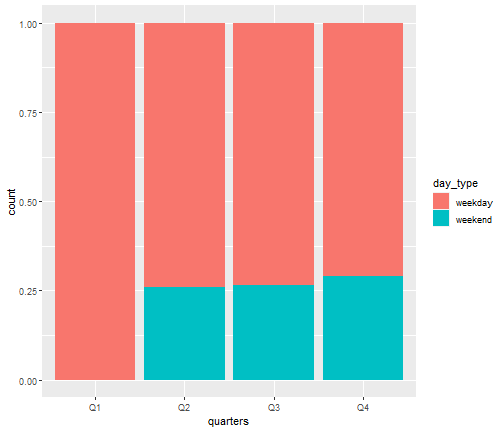 1.00
0.75
0.50
0.25
0.00
count
Q1 Q2 Q3 Q4
quarters
day_type
weekday
weekend